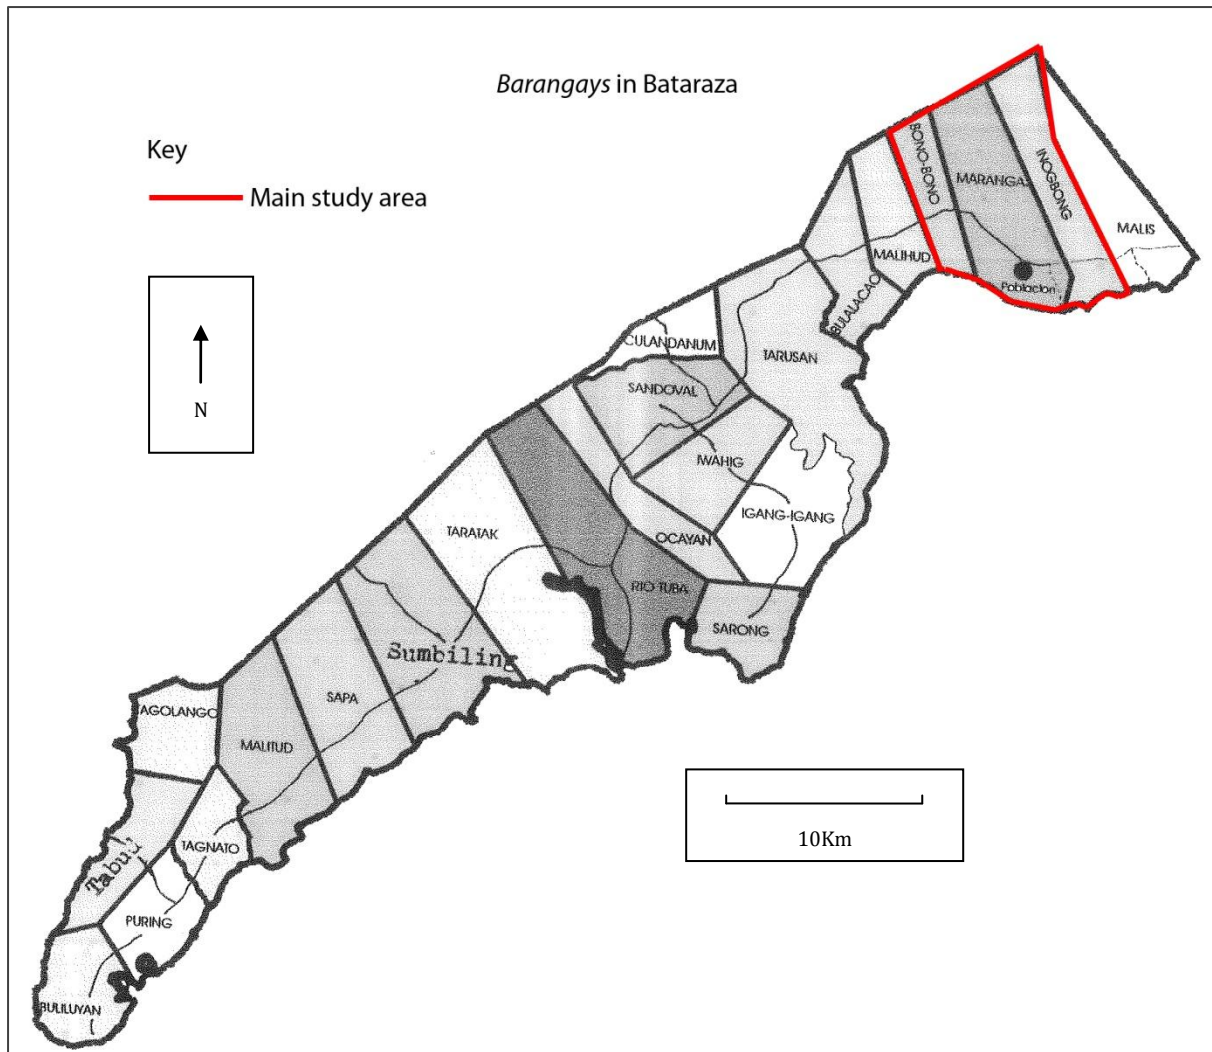 Barangays in Bataraza
Key
Main study area
N
BONO-BONO
MARANGAS
INOGBONG
MALIS
MALIHUD
Poblacion
BULALACAO
CULANDANUM
TARUSAN
SANDOVAL
IWAHIG
IGANG-IGANG
OCAYAN
TARATAK
RIO TUBA
SARONG
Sumbiling
SAPA
AGOLANGO
MALITUD
TAGNATO
Tabud
PURING
BULILUYAN
10Km